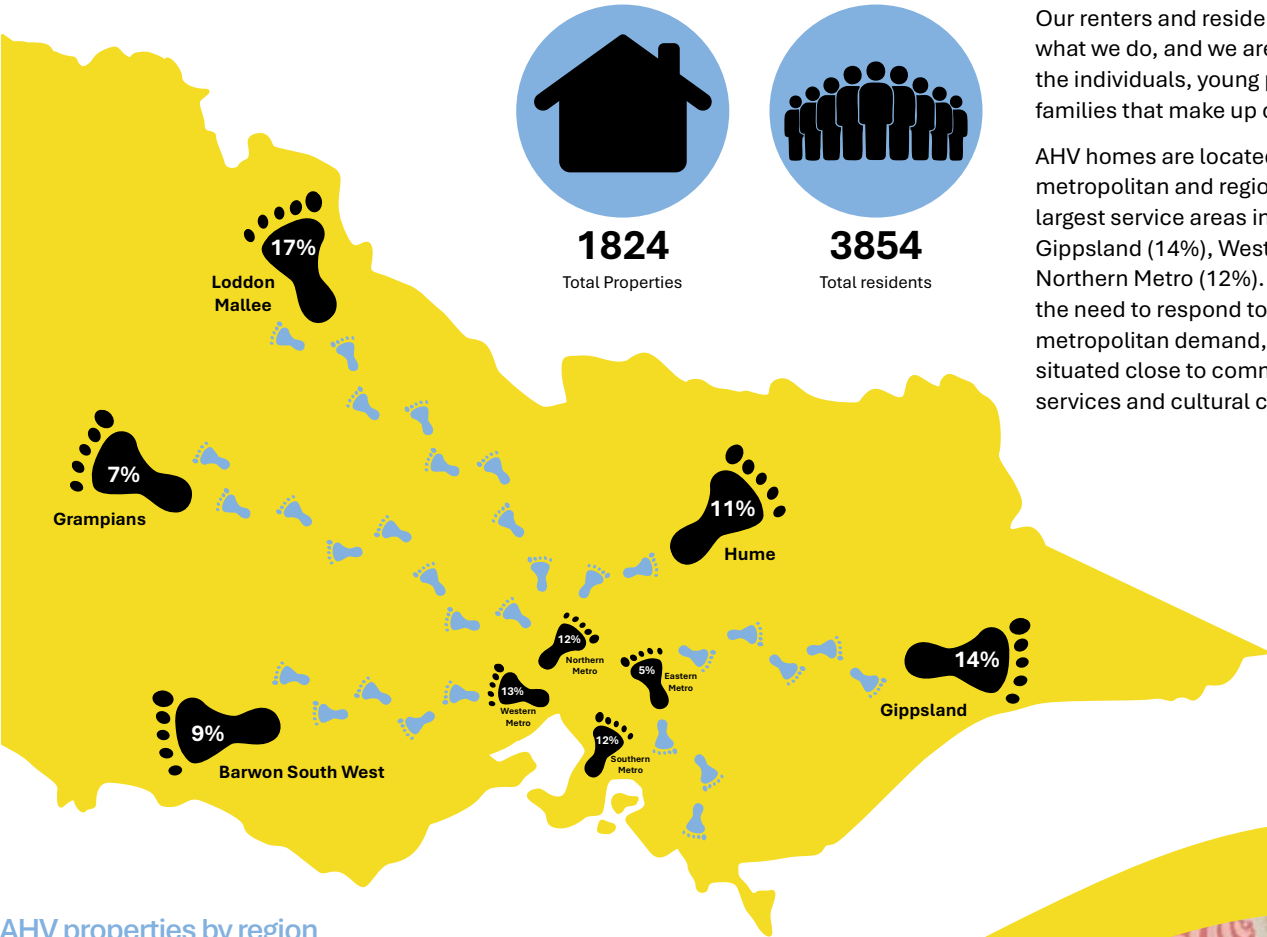 Our renters and reside
what we do, and we are
the individuals, young
families that make up
AHV homes are located
metropolitan and regio
largest service areas in
Gippsland (14%), West
Northern Metro (12%).
the need to respond to
metropolitan demand,
situated close to comm
services and cultural c
1824
Total Properties
3854
Total residents
17%
Loddon
Mallee
7%
Grampians
11%
Hume
12%
Northern
Metro
5%
Eastern
Metro
14%
Gippsland
13%
Western
Metro
9%
Barwon South West
12%
Southern
Metro
AHV properties by region